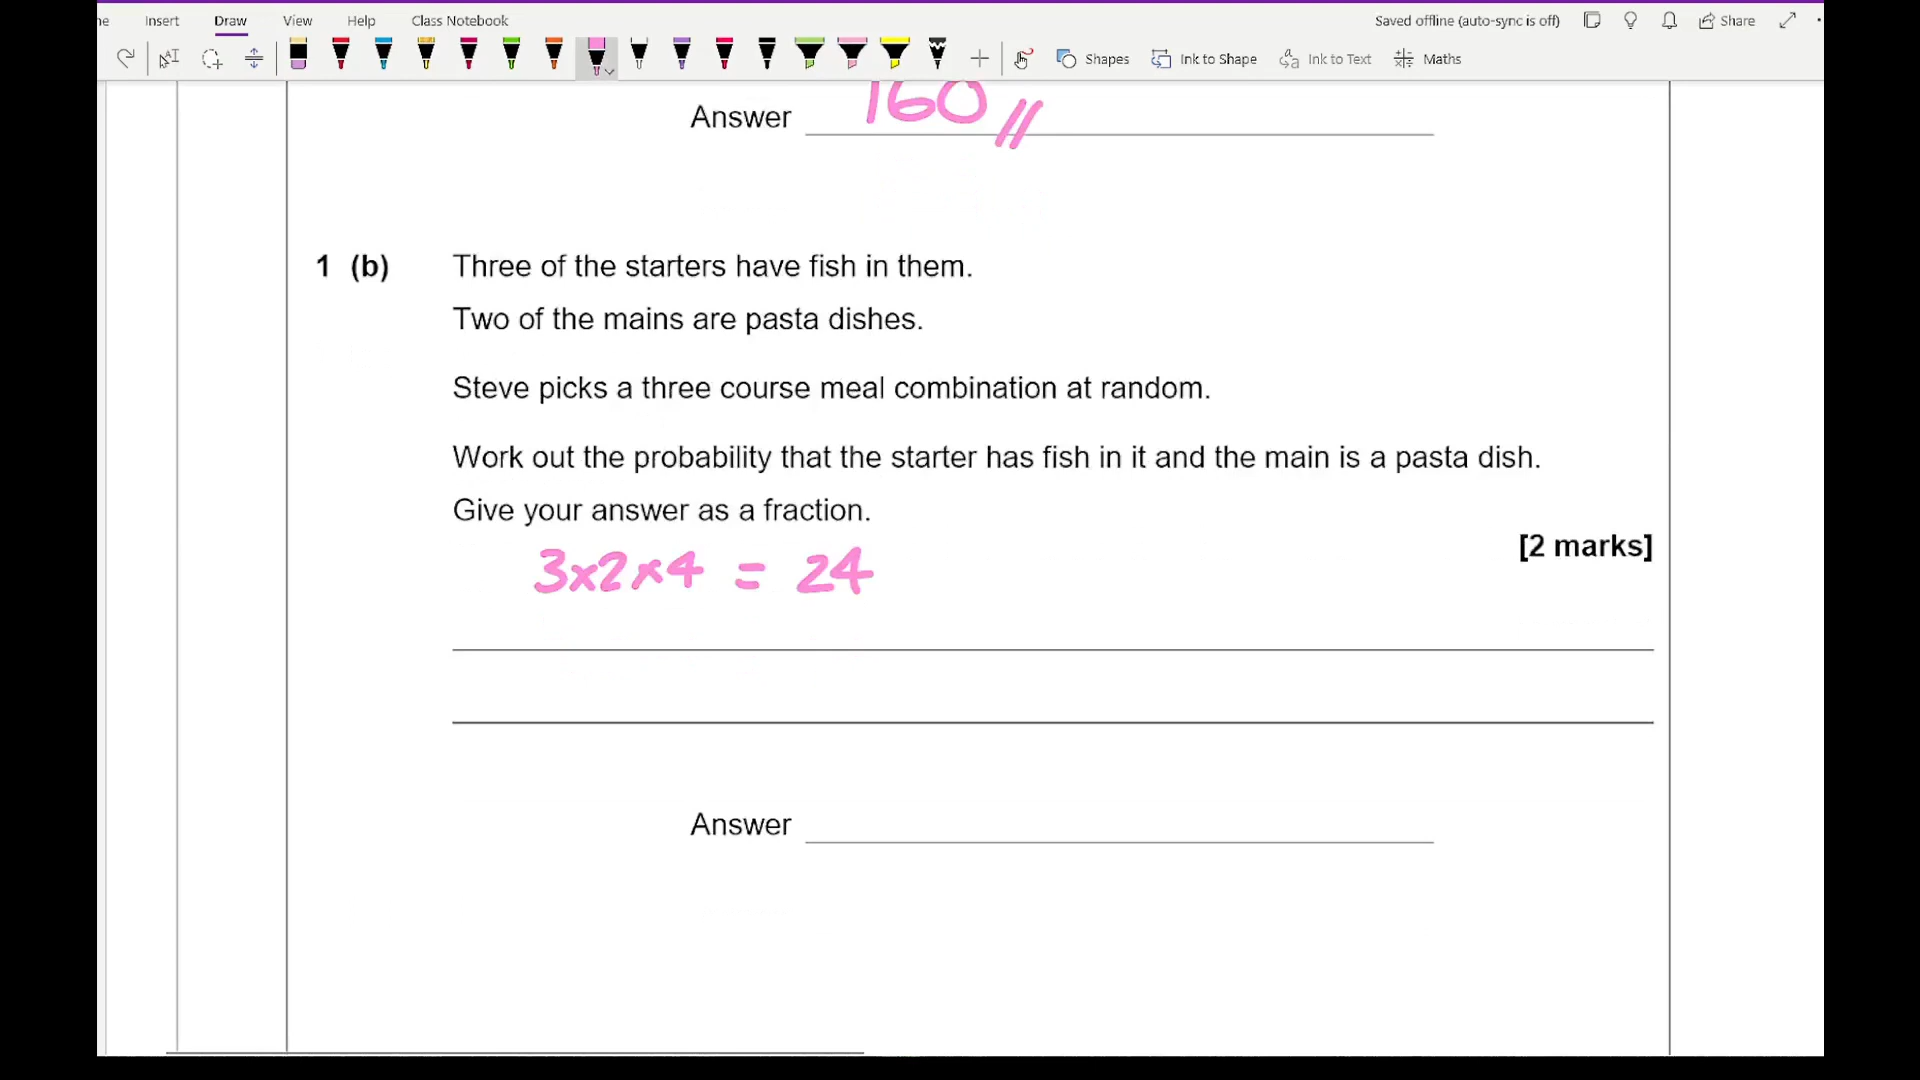 Insert Draw View Help Class Notebook Saved offline (auto-sync is off) Share
Shapes Ink to Shape Ink to Text Maths
Answer 160
1 (b) Three of the starters have fish in them.
Two of the mains are pasta dishes.
Steve picks a three course meal combination at random.
Work out the probability that the starter has fish in it and the main is a pasta dish.
Give your answer as a fraction.
[2 marks]
3×2×4 = 24
Answer